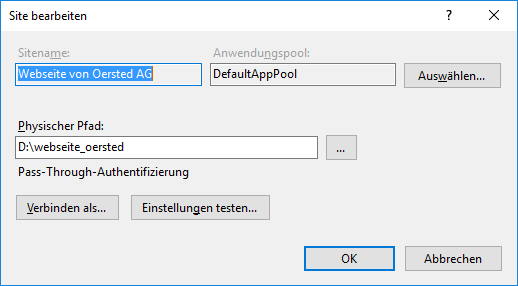 Site bearbeiten
?
Sitename:
Anwendungspool:
Webseite von Oersted AG
DefaultAppPool
Auswählen...
Physischer Pfad:
D:\webseite_oersted
...
Pass-Through-Authentifizierung
Verbinden als...
Einstellungen testen...
OK
Abbrechen